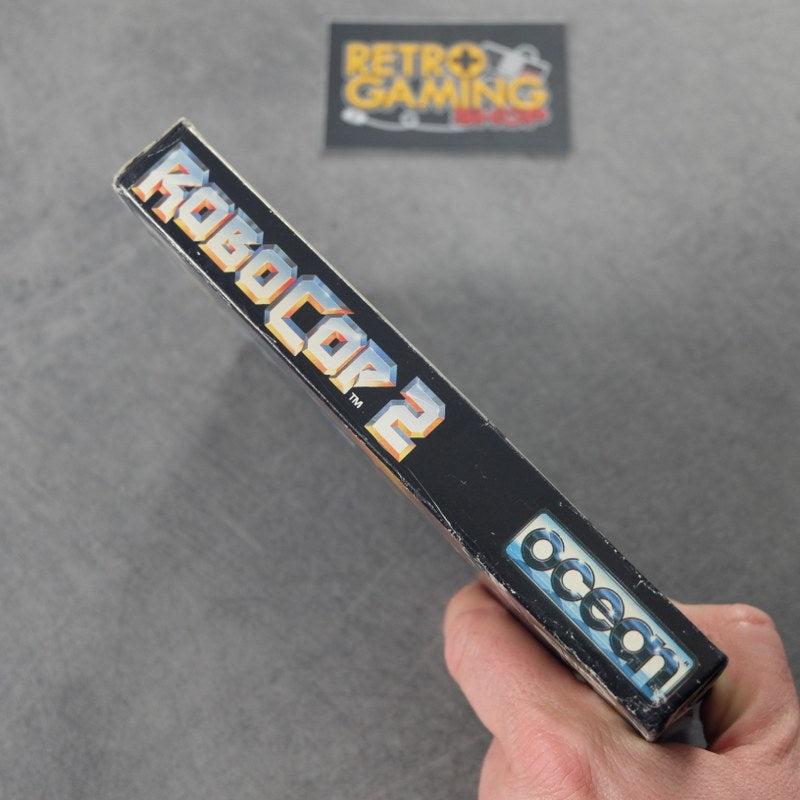 RETRO
GAMING
SHOP
ROBOCOP 2
TM
ocean